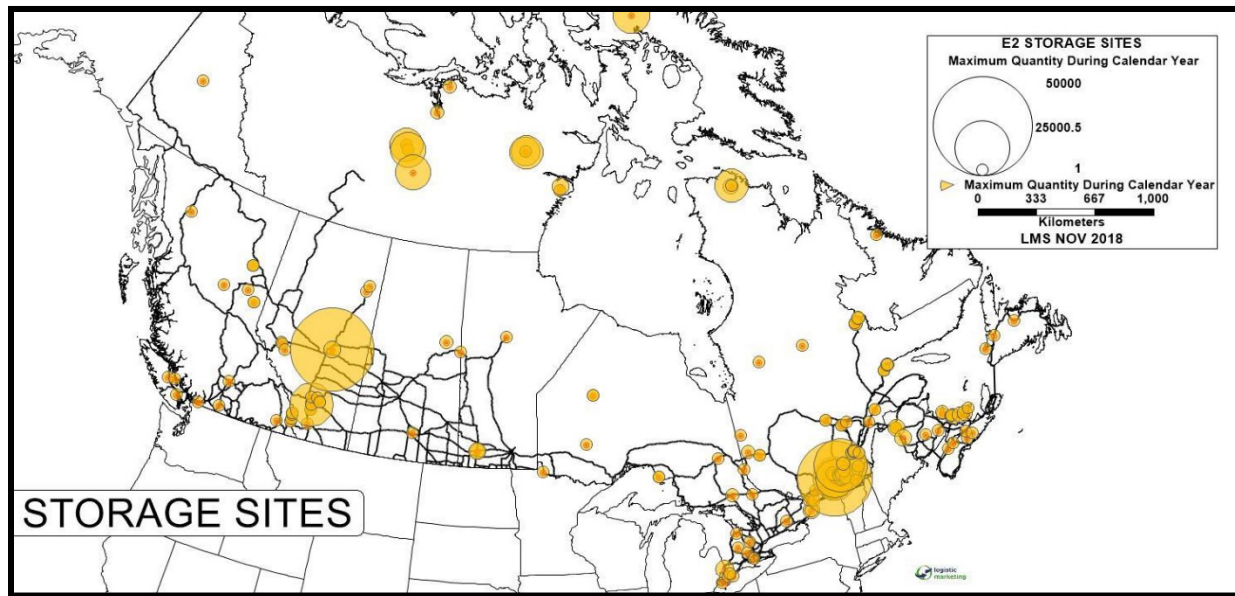 E2 STORAGE SITES
Maximum Quantity During Calendar Year
50000
25000.5
1
Maximum Quantity During Calendar Year
0 333 667 1,000
Kilometers
LMS NOV 2018
STORAGE SITES
logistic
marketing